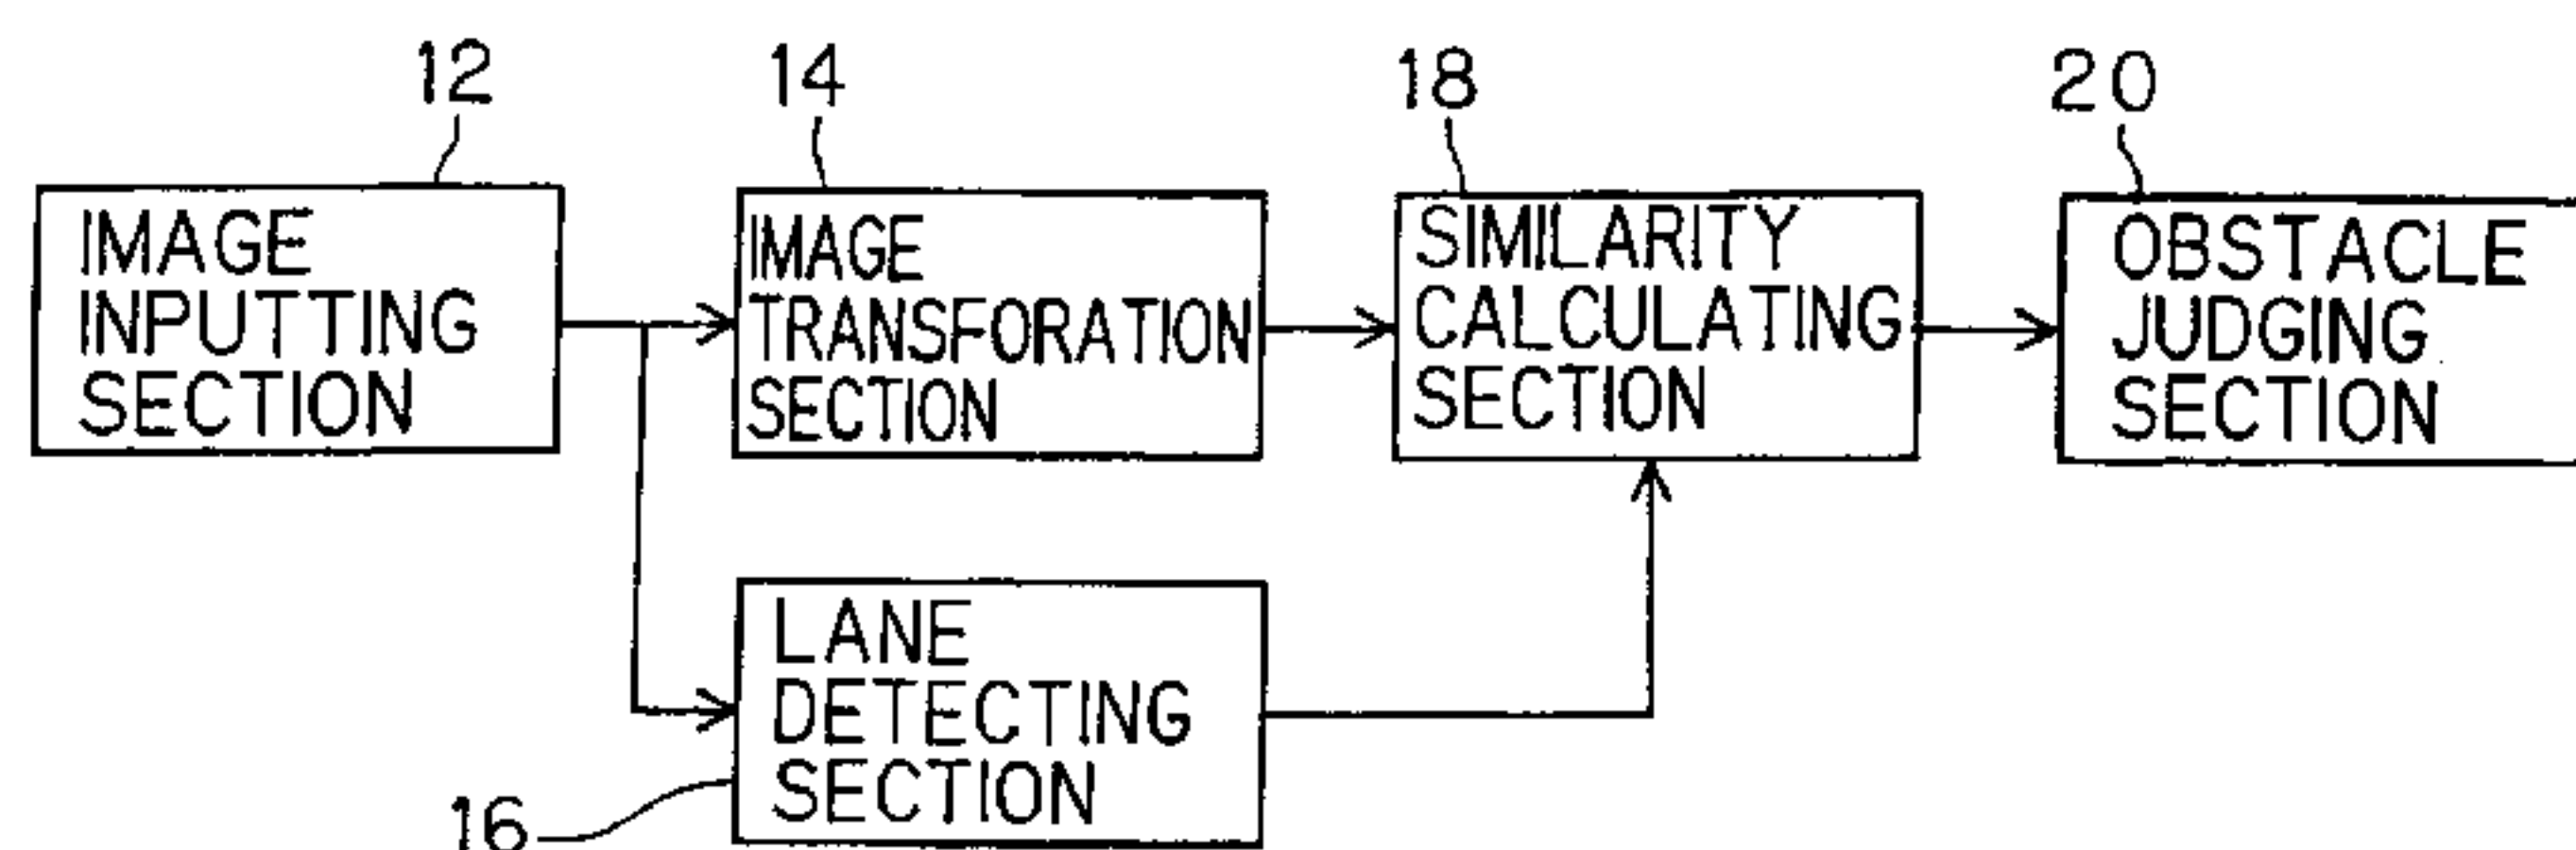 12
14
18
20
IMAGE
INPUTTING
SECTION
IMAGE
TRANSFORATION
SECTION
SIMILARITY
CALCULATING
SECTION
OBSTACLE
JUDGING
SECTION
LANE
DETECTING
SECTION
16